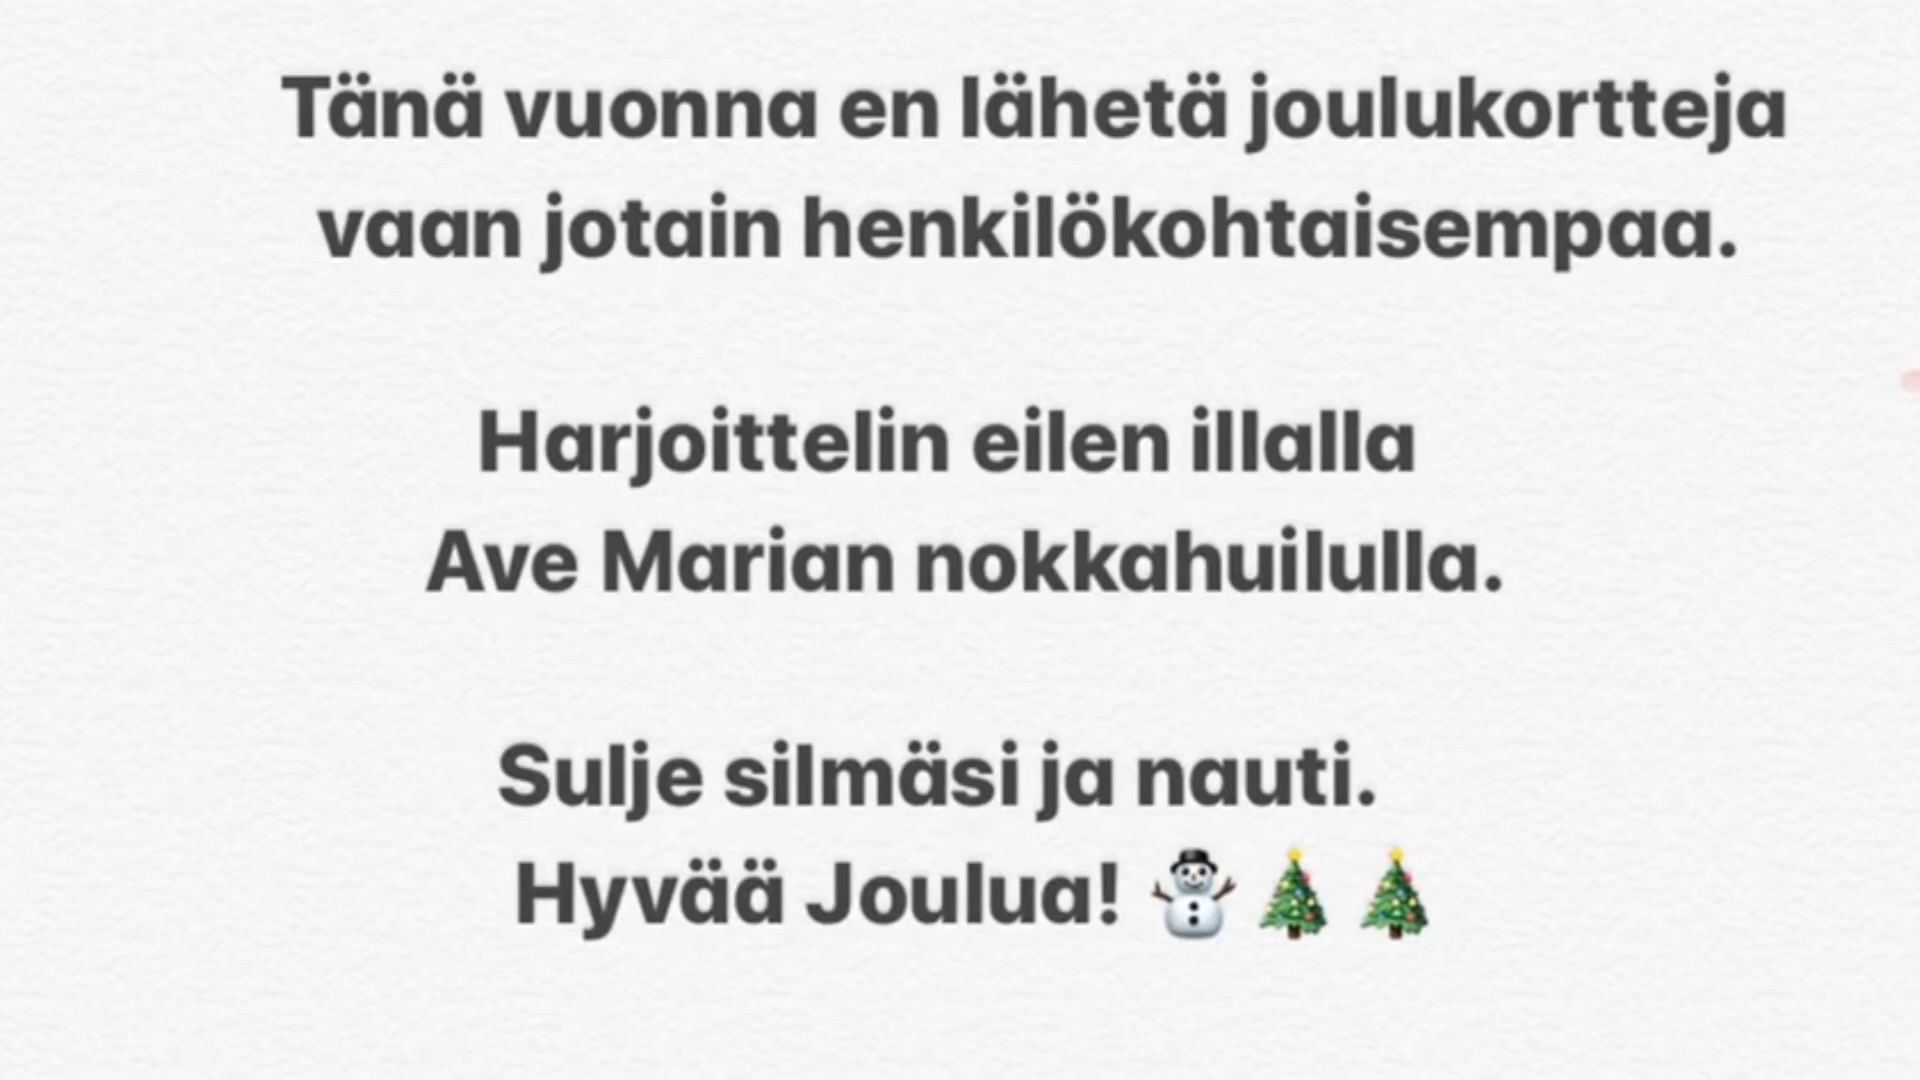 Tänä vuonna en lähetä joulukortteja
vaan jotain henkilökohtaisempaa.
Harjoittelin eilen illalla
Ave Marian nokkahuilulla.
Sulje silmäsi ja nauti.
Hyvää Joulua! ☃️🎄🎄